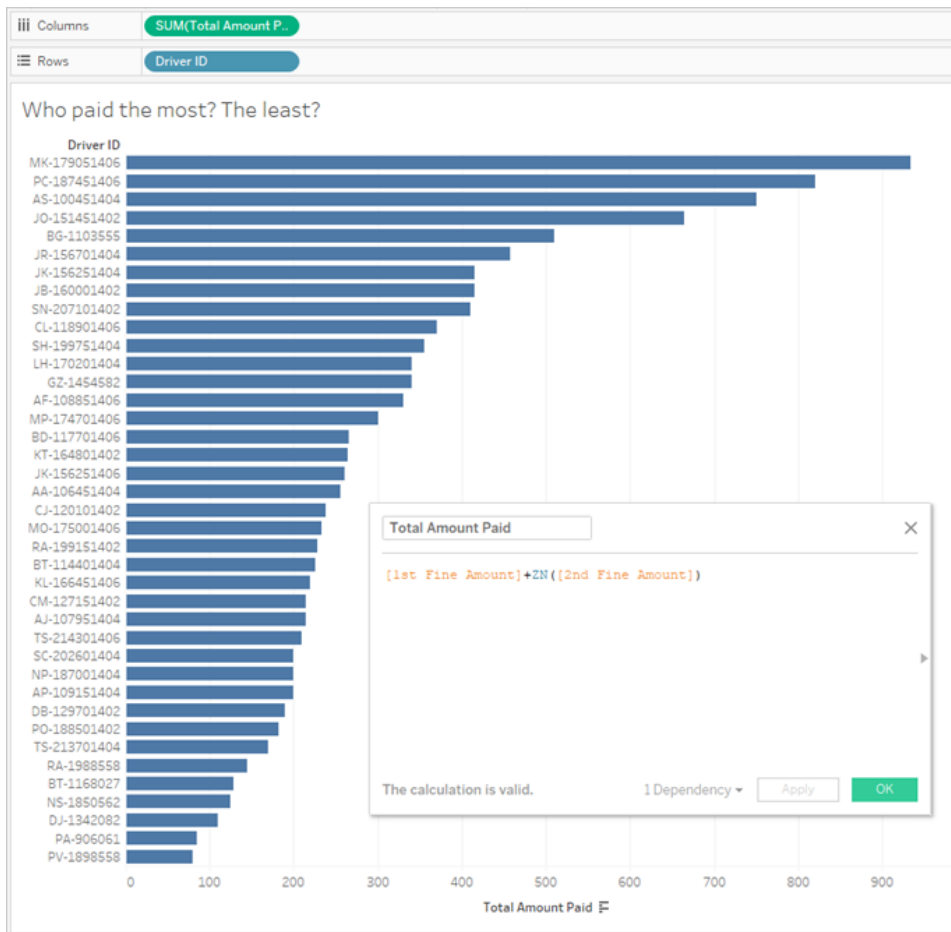 Columns SUM(Total Amount P..
Rows Driver ID
Who paid the most? The least?
Driver ID
MK-179051406
PC-187451406
AS-100451404
JO-151451402
BG-1103555
JR-156701404
JK-156251404
JB-160001402
SN-207101402
CL-118901406
SH-199751404
LH-170201404
GZ-1454582
AF-108851406
MP-174701406
BD-117701406
KT-164801402
JK-156251406
AA-106451404
CJ-120101402
MO-175001406
RA-199151402
BT-114401404
KL-166451406
CM-127151402
AJ-107951404
TS-214301406
SC-202601404
NP-187001404
AP-109151404
DB-129701402
PO-188501402
TS-213701404
RA-1988558
BT-1168027
NS-1850562
DJ-1342082
PA-906061
PV-1898558
Total Amount Paid
[1st Fine Amount]+ZN([2nd Fine Amount])
The calculation is valid. 1 Dependency Apply OK
0 100 200 300 400 500 600 700 800 900
Total Amount Paid